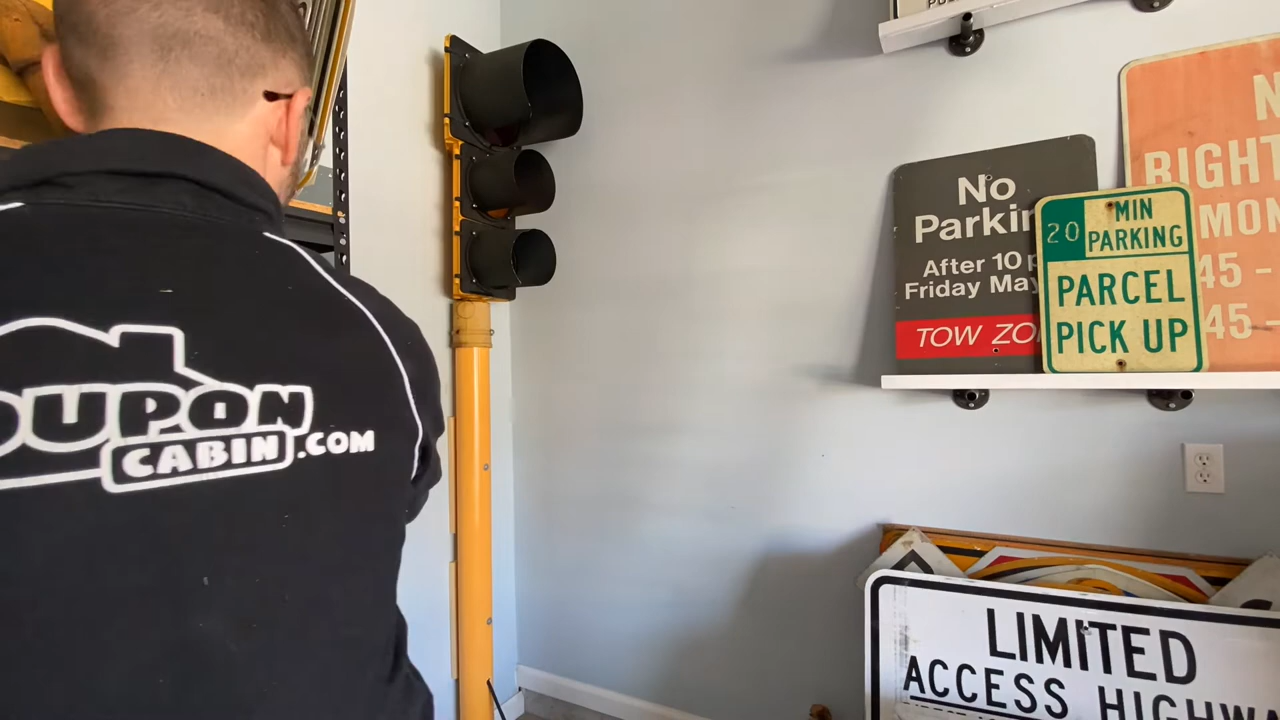 OUPON
CABIN.COM
No
Parkin
After 10 p
Friday May
TOW ZO
20 MIN
PARKING
PARCEL
PICK UP
RIGHT
MON
45 -
45 -
LIMITED
ACCESS HIGHWA